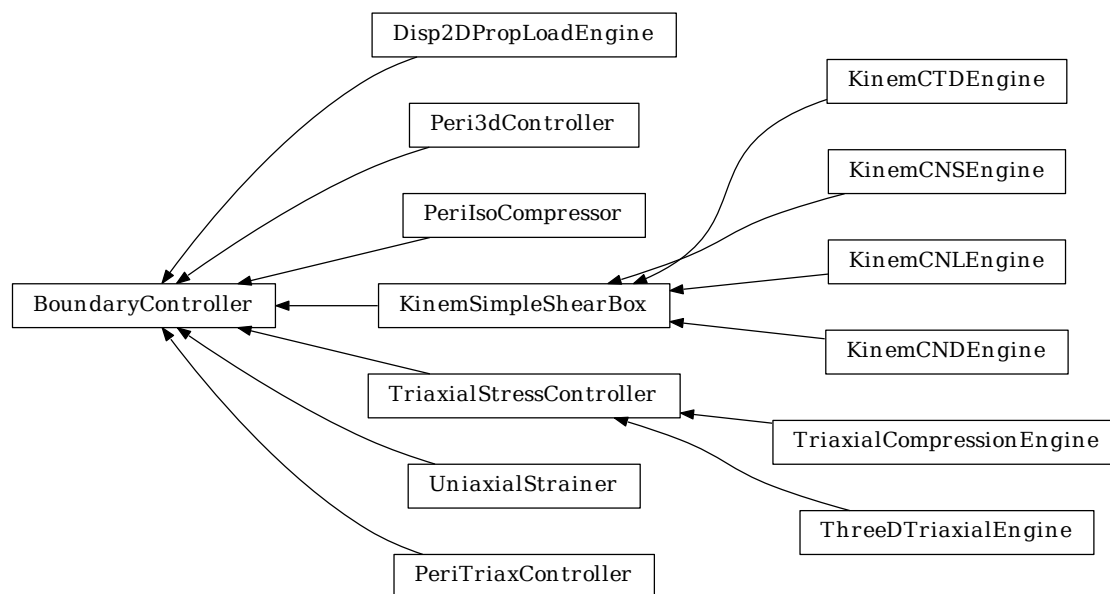 Disp2DPropLoadEngine
KinemCTDEngine
Peri3dController
KinemCNSEngine
PeriIsoCompressor
KinemCNLEngine
BoundaryController
KinemSimpleShearBox
KinemCNDEngine
TriaxialStressController
TriaxialCompressionEngine
UniaxialStrainer
ThreeDTriaxialEngine
PeriTriaxController